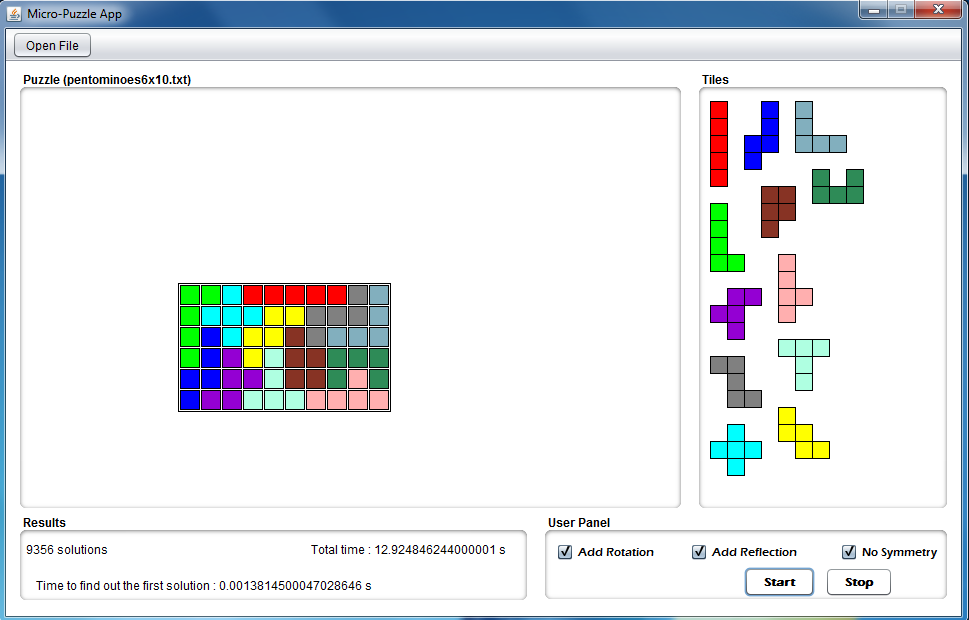 Micro-Puzzle App
Open File
Puzzle (pentominoes6x10.txt)
Tiles
Results
9356 solutions
Total time : 12.924846244000001 s
Time to find out the first solution : 0.0013814500047028646 s
User Panel
Add Rotation
Add Reflection
No Symmetry
Start
Stop